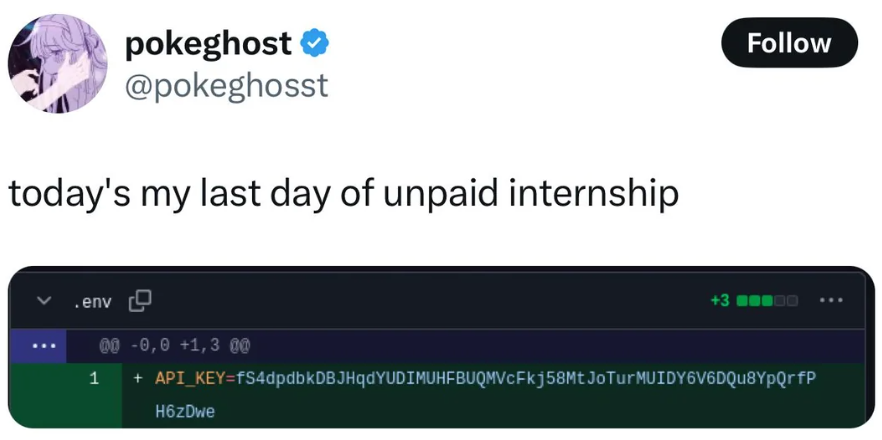 pokeghost
Follow
@pokeghosst
today's my last day of unpaid internship
.env
+3
@@ -0,0 +1,3 @@
1 + API_KEY=fS4dpdbkDBJHqdYUDIMUHFBUQMVcFkj58MtJoTurMUIDY6V6DQu8YpQrfP
H6zDwe